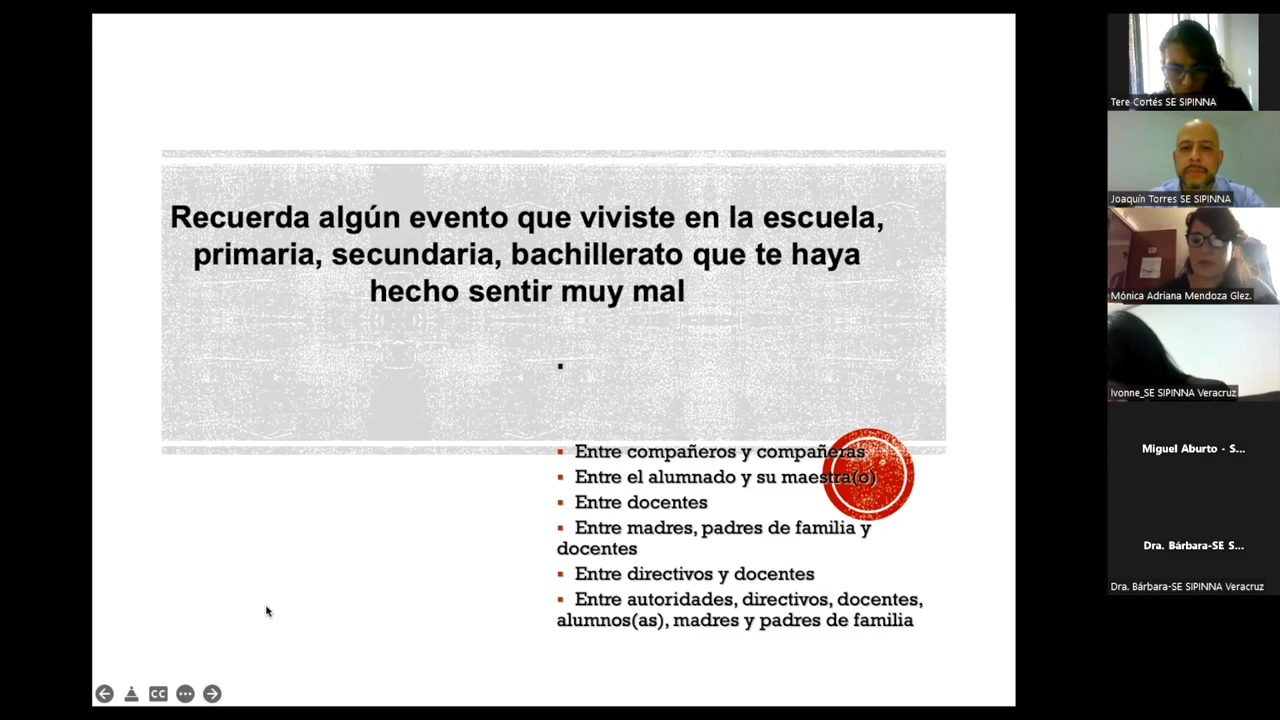 Recuerda algún evento que viviste en la escuela,
primaria, secundaria, bachillerato que te haya
hecho sentir muy mal
.
▪ Entre compañeros y compañeras
▪ Entre el alumnado y su maestra(o)
▪ Entre docentes
▪ Entre madres, padres de familia y
docentes
▪ Entre directivos y docentes
▪ Entre autoridades, directivos, docentes,
alumnos(as), madres y padres de familia
CC
Tere Cortés SE SIPINNA
Joaquín Torres SE SIPINNA
Mónica Adriana Mendoza Glez.
Ivonne_SE SIPINNA Veracruz
Miguel Aburto - S...
Dra. Bárbara-SE S...
Dra. Bárbara-SE SIPINNA Veracruz